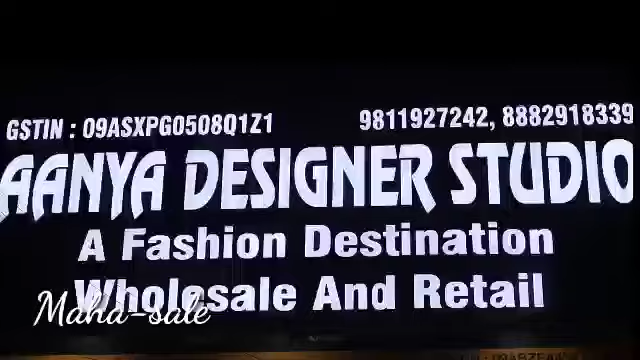 GSTIN : 09ASXPG0508Q1Z1
9811927242, 8882918339
AANYA DESIGNER STUDIO
A Fashion Destination
Wholesale And Retail
Maha-sale